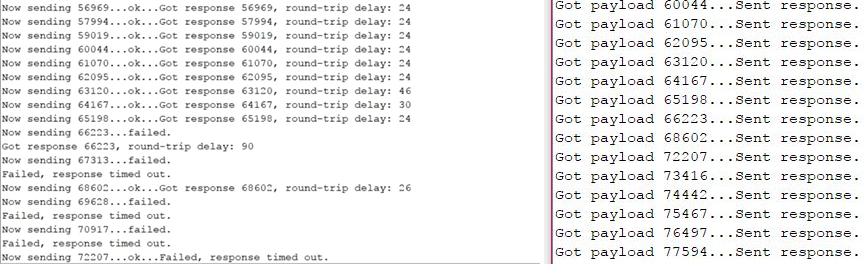 Now sending 56969...ok...Got response 56969, round-trip delay: 24
Now sending 57994...ok...Got response 57994, round-trip delay: 24
Now sending 59019...ok...Got response 59019, round-trip delay: 24
Now sending 60044...ok...Got response 60044, round-trip delay: 24
Now sending 61070...ok...Got response 61070, round-trip delay: 24
Now sending 62095...ok...Got response 62095, round-trip delay: 24
Now sending 63120...ok...Got response 63120, round-trip delay: 46
Now sending 64167...ok...Got response 64167, round-trip delay: 30
Now sending 65198...ok...Got response 65198, round-trip delay: 24
Now sending 66223...failed.
Got response 66223, round-trip delay: 90
Now sending 67313...failed.
Failed, response timed out.
Now sending 68602...ok...Got response 68602, round-trip delay: 26
Now sending 69628...failed.
Failed, response timed out.
Now sending 70917...failed.
Failed, response timed out.
Now sending 72207...ok...Failed, response timed out.
Got payload 60044...Sent response.
Got payload 61070...Sent response.
Got payload 62095...Sent response.
Got payload 63120...Sent response.
Got payload 64167...Sent response.
Got payload 65198...Sent response.
Got payload 66223...Sent response.
Got payload 68602...Sent response.
Got payload 72207...Sent response.
Got payload 73416...Sent response.
Got payload 74442...Sent response.
Got payload 75467...Sent response.
Got payload 76497...Sent response.
Got payload 77594...Sent response.